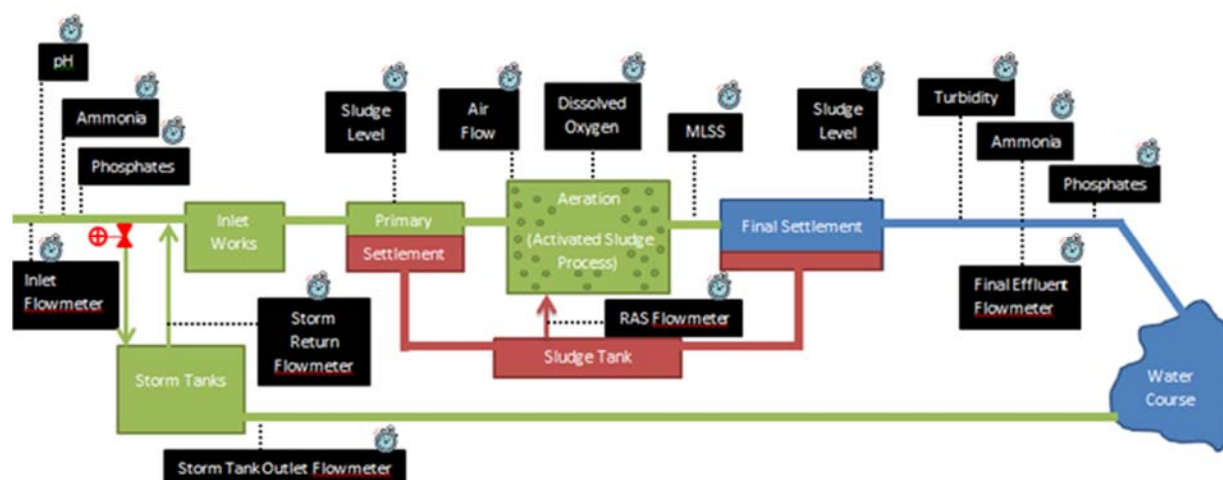 pH
Ammonia
Phosphates
Sludge
Level
Air
Flow
Dissolved
Oxygen
MLSS
Sludge
Level
Turbidity
Ammonia
Phosphates
Inlet
Works
Primary
Settlement
Aeration
(Activated Sludge
Process)
Final Settlement
Inlet
Flowmeter
Storm
Return
Flowmeter
RAS Flowmeter
Final Effluent
Flowmeter
Storm Tanks
Sludge Tank
Water
Course
Storm Tank Outlet Flowmeter